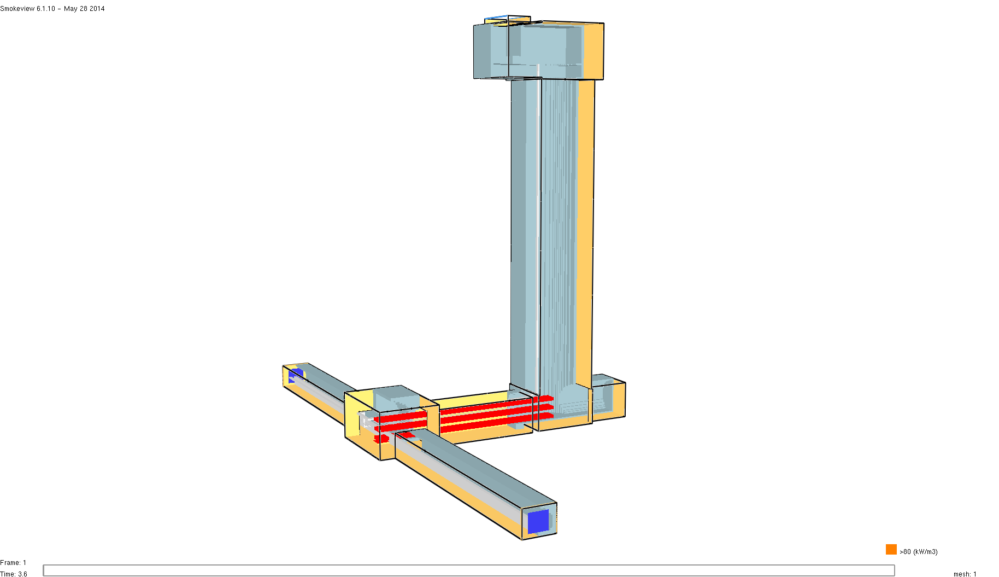 Smokeview 6.1.10 - May 28 2014
>80 (kW/m3)
Frame: 1
Time: 3.6
mesh: 1